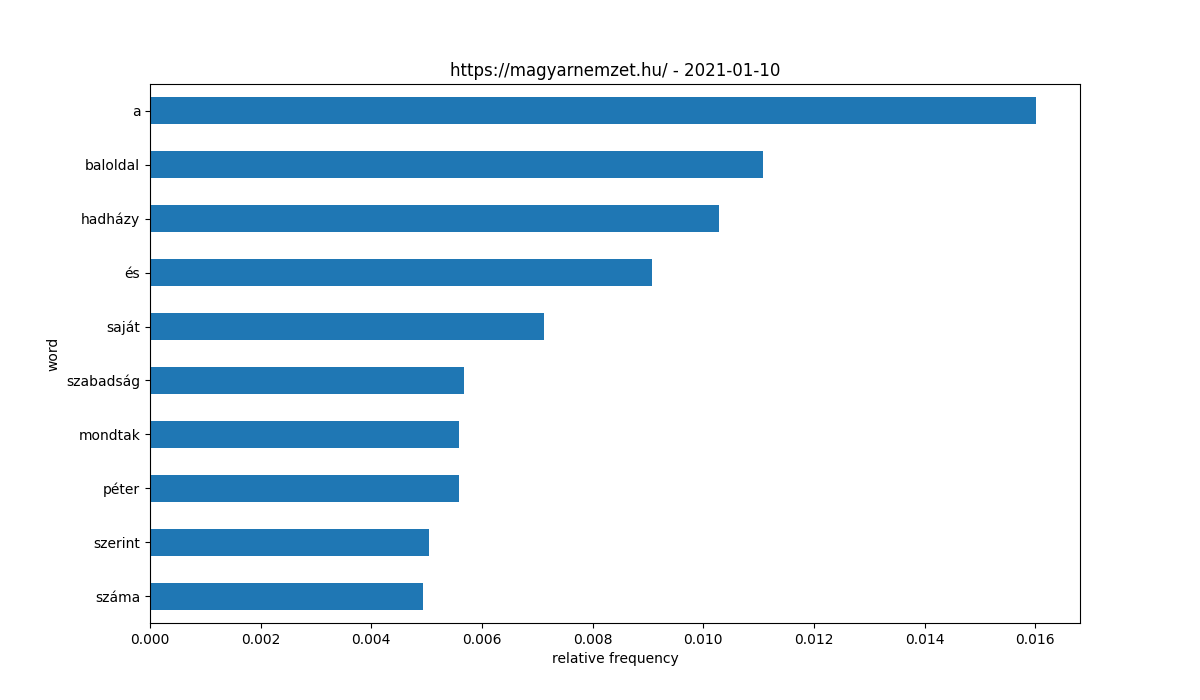 https://magyarnemzet.hu/ - 2021-01-10
a
baloldal
hadházy
és
saját
szabadság
mondtak
péter
szerint
száma
word
0.000 0.002 0.004 0.006 0.008 0.010 0.012 0.014 0.016
relative frequency